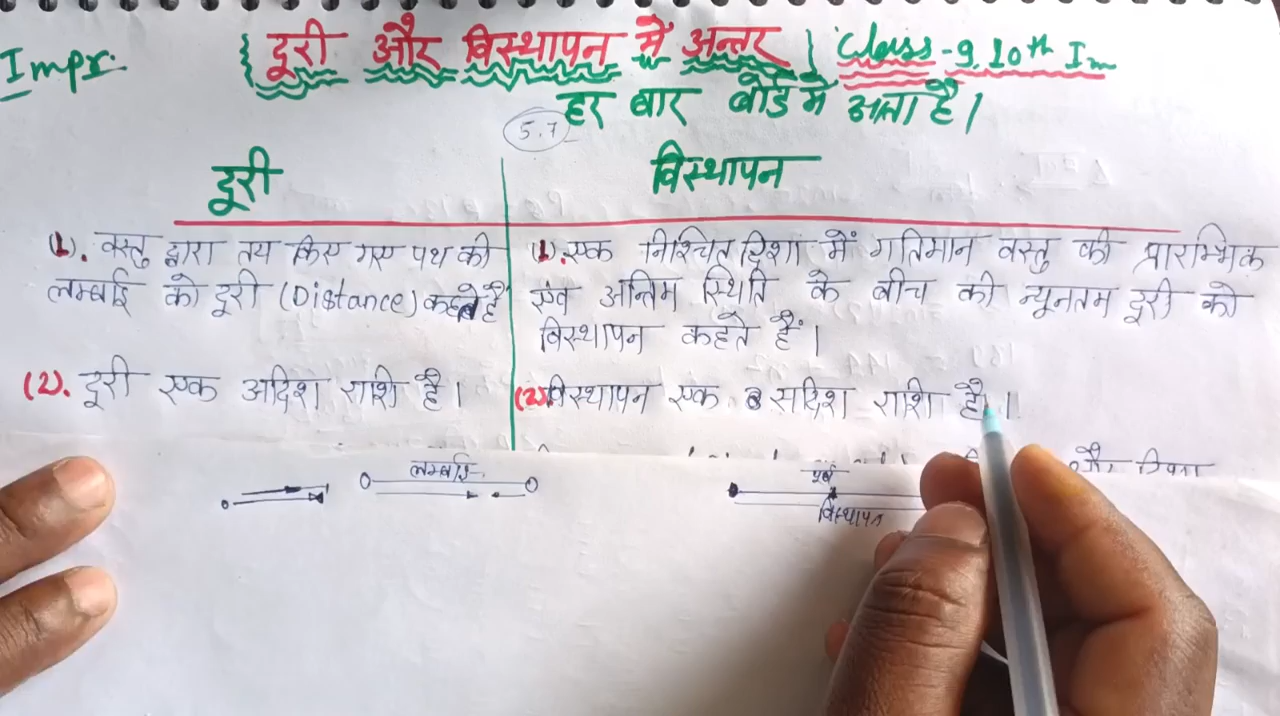 Impr.
{ दूरी और विस्थापन में अन्तर } Class-9, 10th Im
हर बार बोर्ड में आता है।
5.7
दूरी
विस्थापन
(1). वस्तु द्वारा तय किए गए पथ की
लम्बाई को दूरी (Distance) कहते हैं
(1). एक निश्चित दिशा में गतिमान वस्तु की प्रारम्भिक
एवं अन्तिम स्थिति के बीच की न्यूनतम दूरी को
विस्थापन कहते हैं।
(2). दूरी एक अदिश राशि है।
(2) विस्थापन एक सदिश राशि है।
लम्बाई
पूर्व
विस्थापन